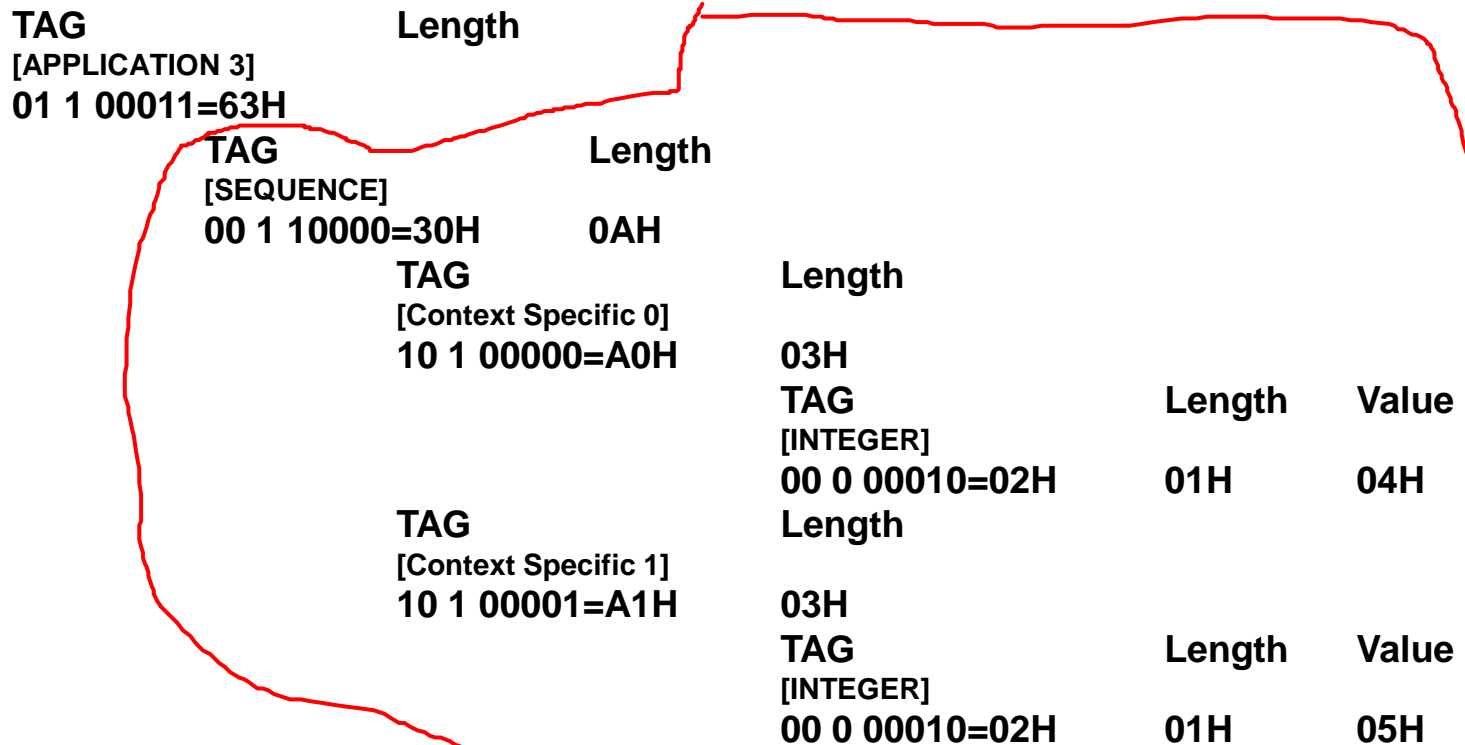 TAG Length
[APPLICATION 3]
01 1 00011=63H
TAG Length
[SEQUENCE]
00 1 10000=30H 0AH
TAG Length
[Context Specific 0]
10 1 00000=A0H 03H
TAG Length Value
[INTEGER]
00 0 00010=02H 01H 04H
TAG Length
[Context Specific 1]
10 1 00001=A1H 03H
TAG Length Value
[INTEGER]
00 0 00010=02H 01H 05H